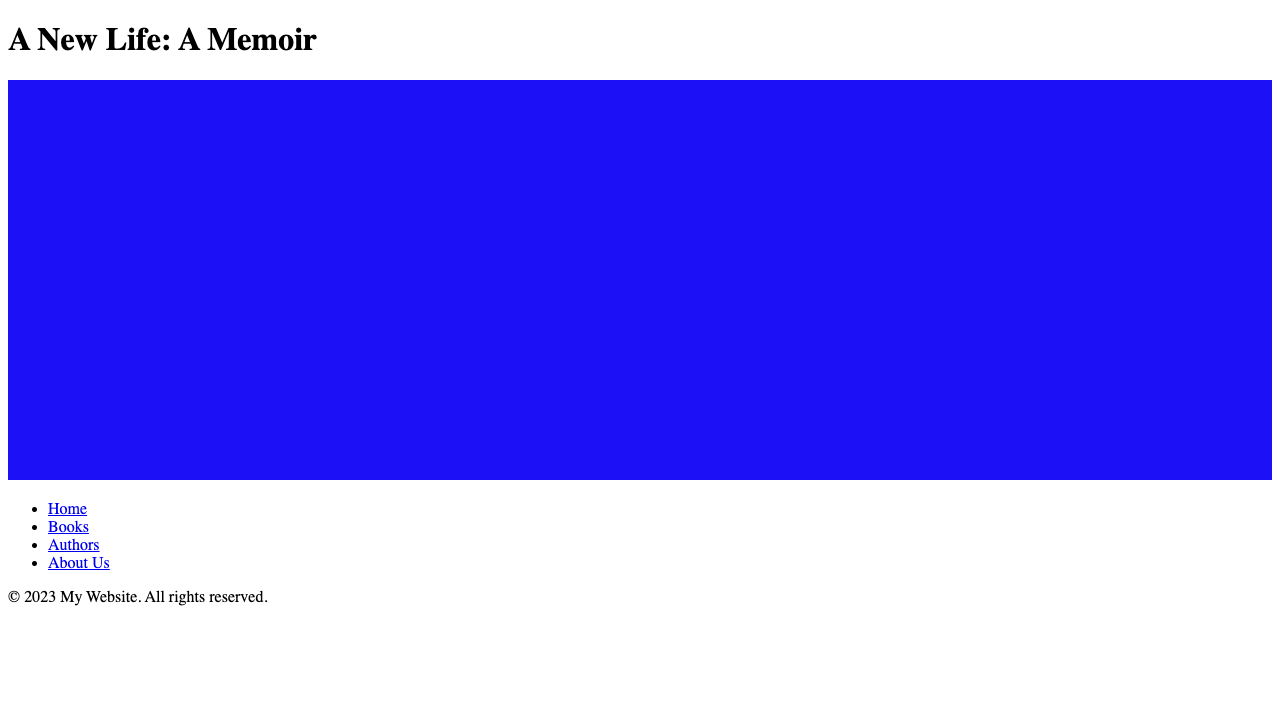 A New Life: A Memoir
Home
Books
Authors
About Us
© 2023 My Website. All rights reserved.